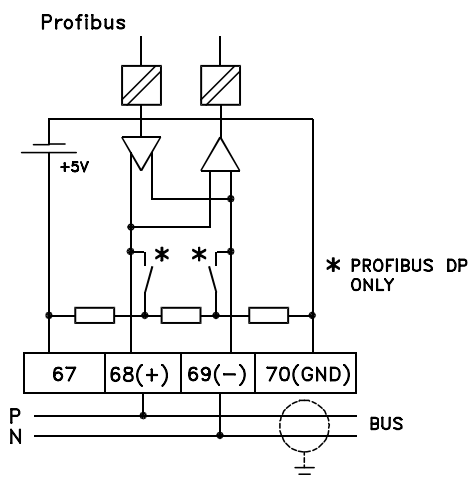 Profibus
+5V
* *
* PROFIBUS DP
ONLY
67 68(+) 69(-) 70(GND)
P
N
BUS